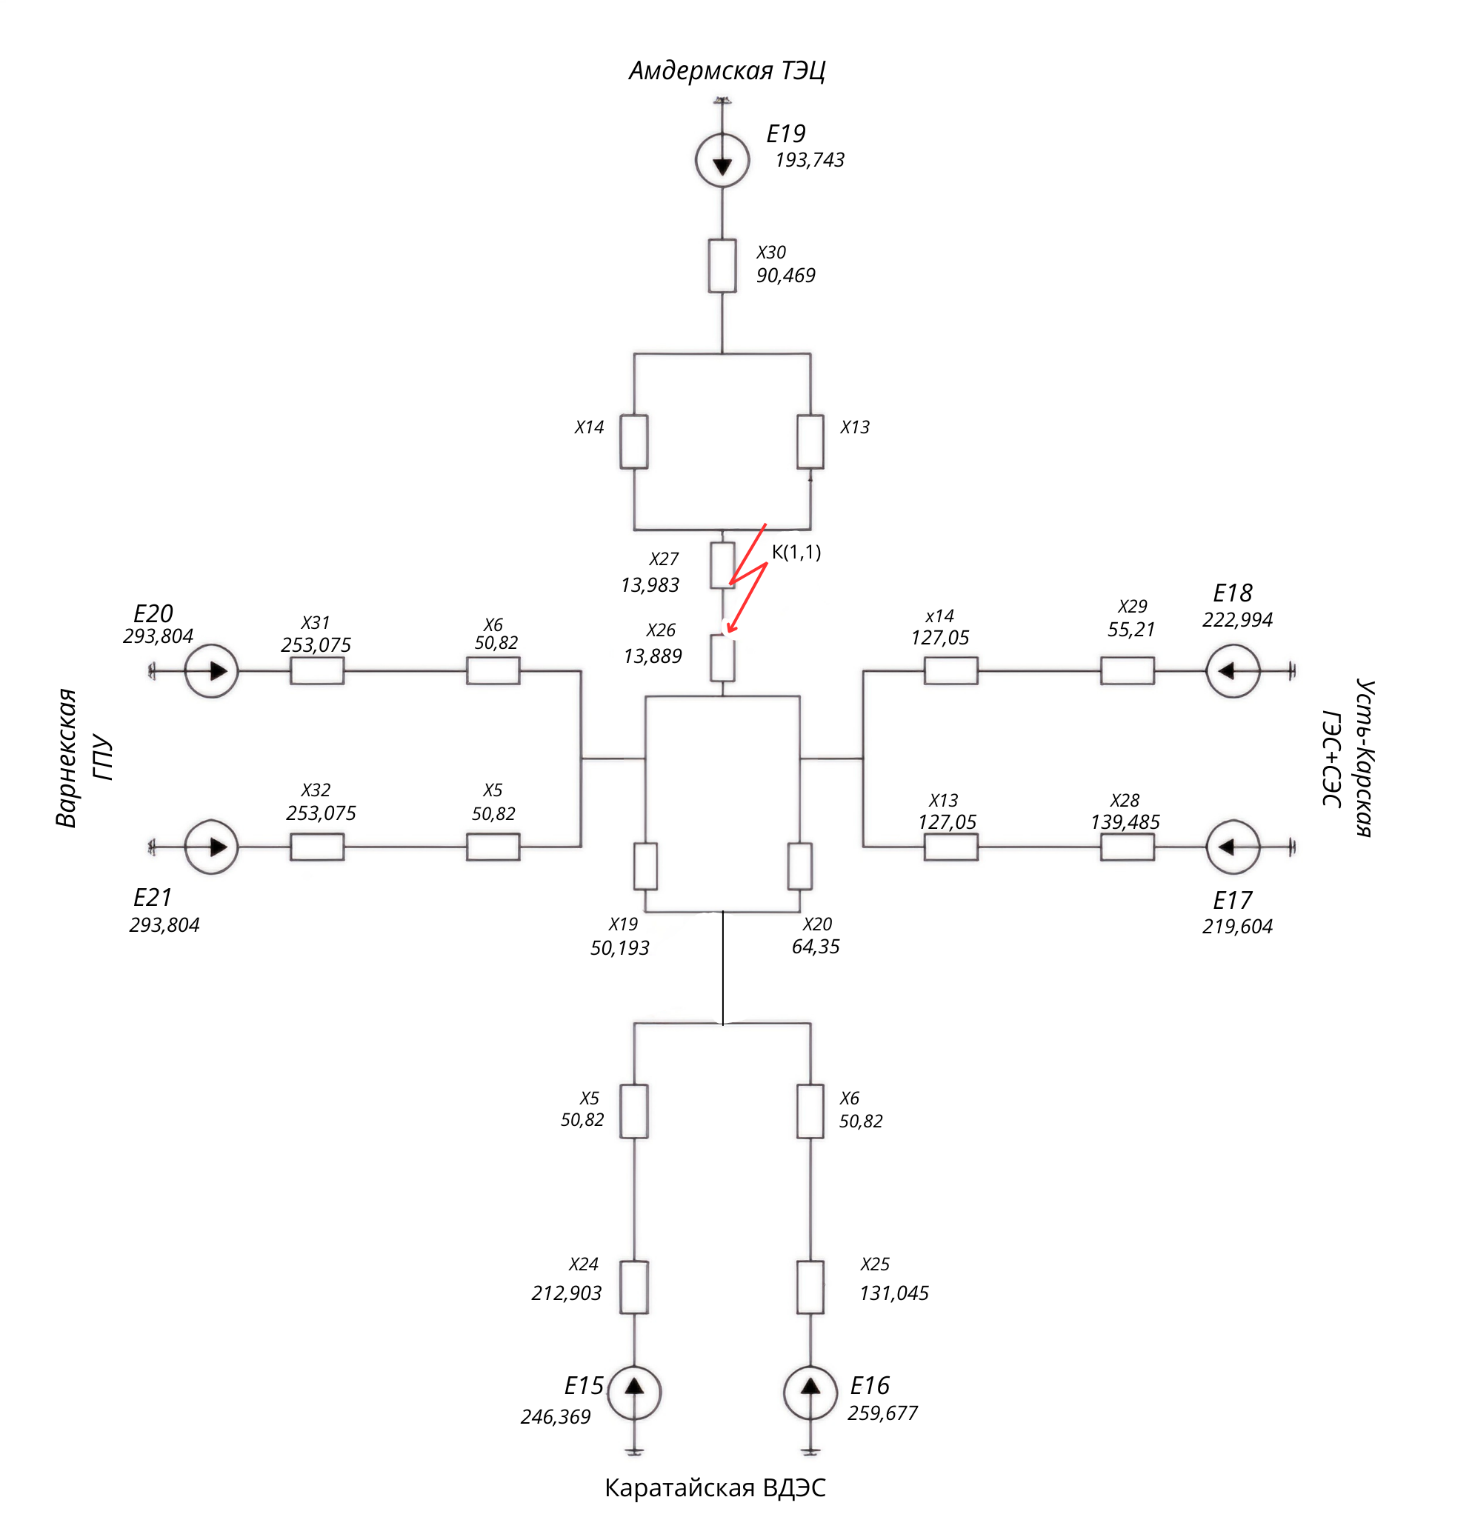 Амдермская ТЭЦ
E19
193,743
X30
90,469
X14
X13
X27
13,983
К(1,1)
X26
13,889
E20
293,804
X31
253,075
X6
50,82
x14
127,05
X29
55,21
E18
222,994
Варнекская
ГПУ
Усть-Карская
ГЭС+СЭС
X32
253,075
X5
50,82
X13
127,05
X28
139,485
E21
293,804
E17
219,604
X19
50,193
X20
64,35
X5
50,82
X6
50,82
X24
212,903
X25
131,045
E15
246,369
E16
259,677
Каратайская ВДЭС